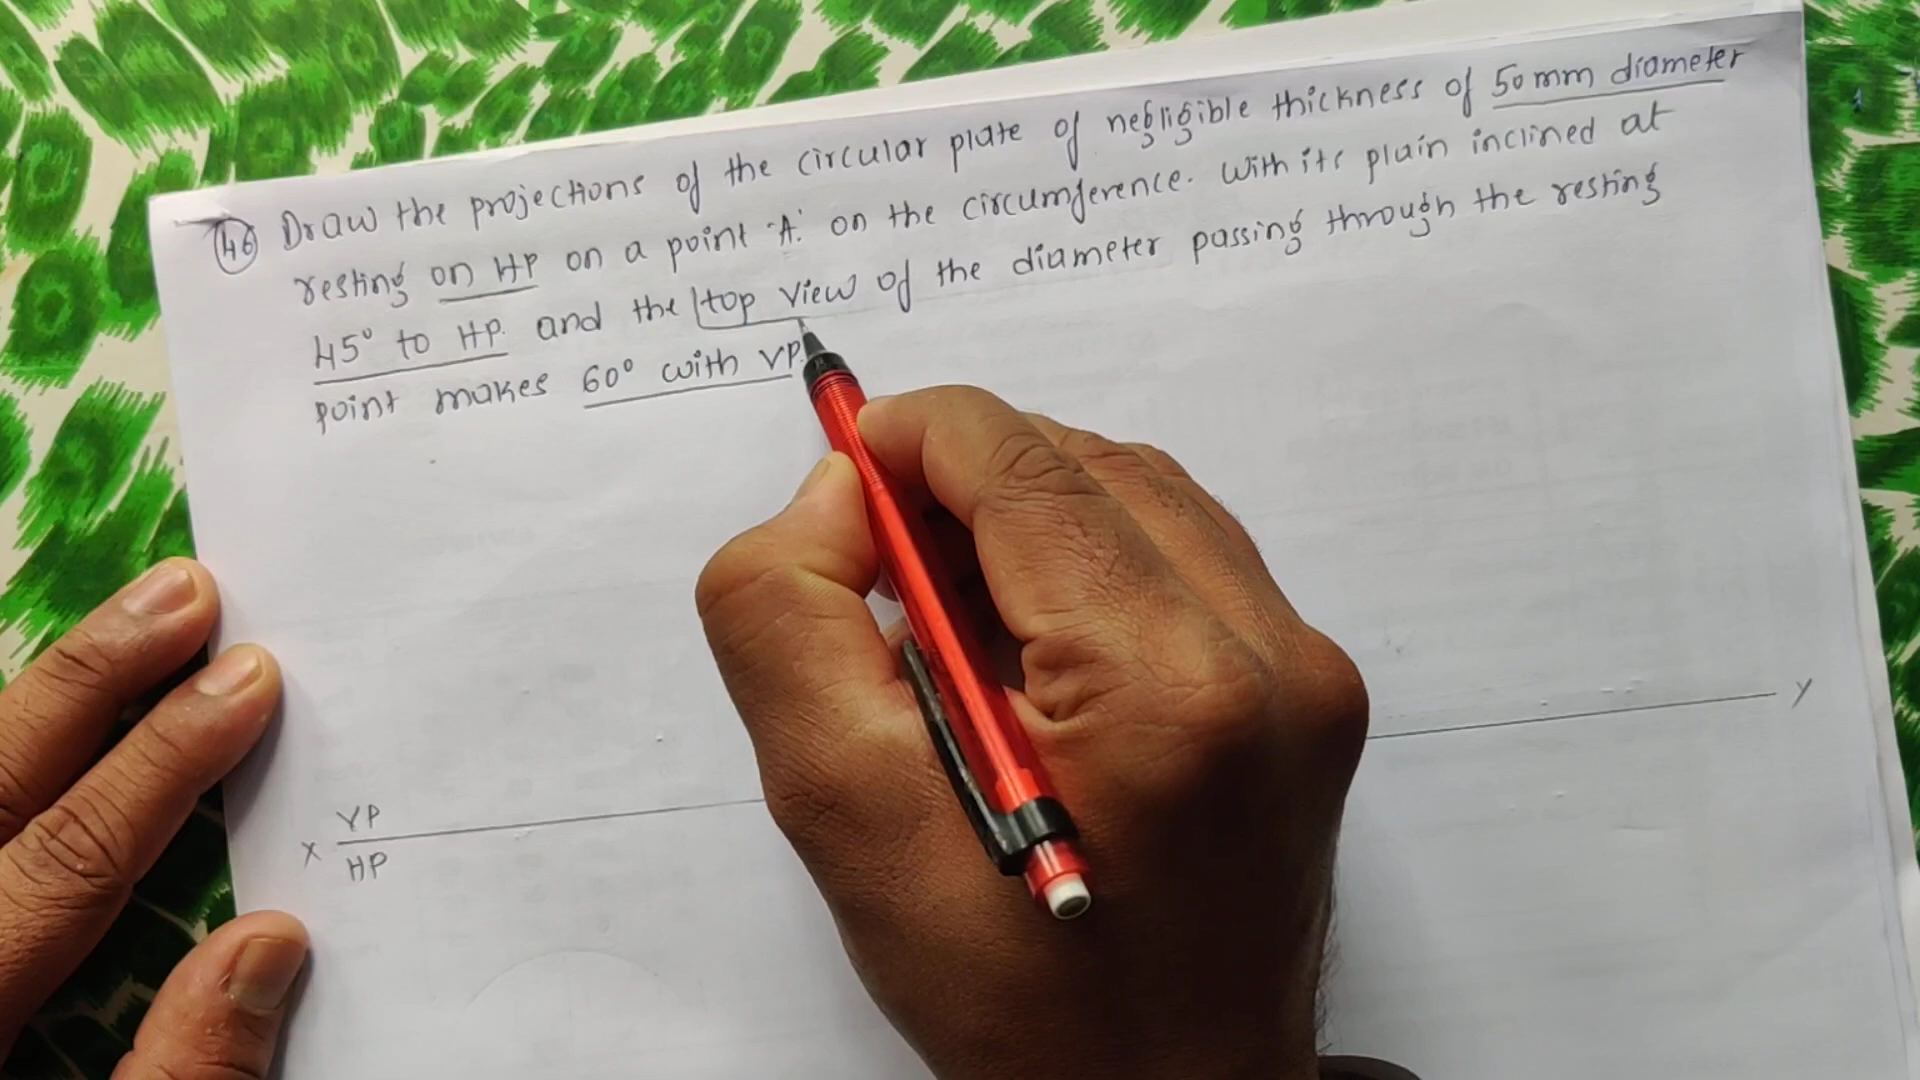 46 Draw the projections of the circular plate of negligible thickness of 50 mm diameter
resting on HP on a point 'A' on the circumference. With its plain inclined at
45° to HP. and the top view of the diameter passing through the resting
point makes 60° with VP.
X VP Y
HP